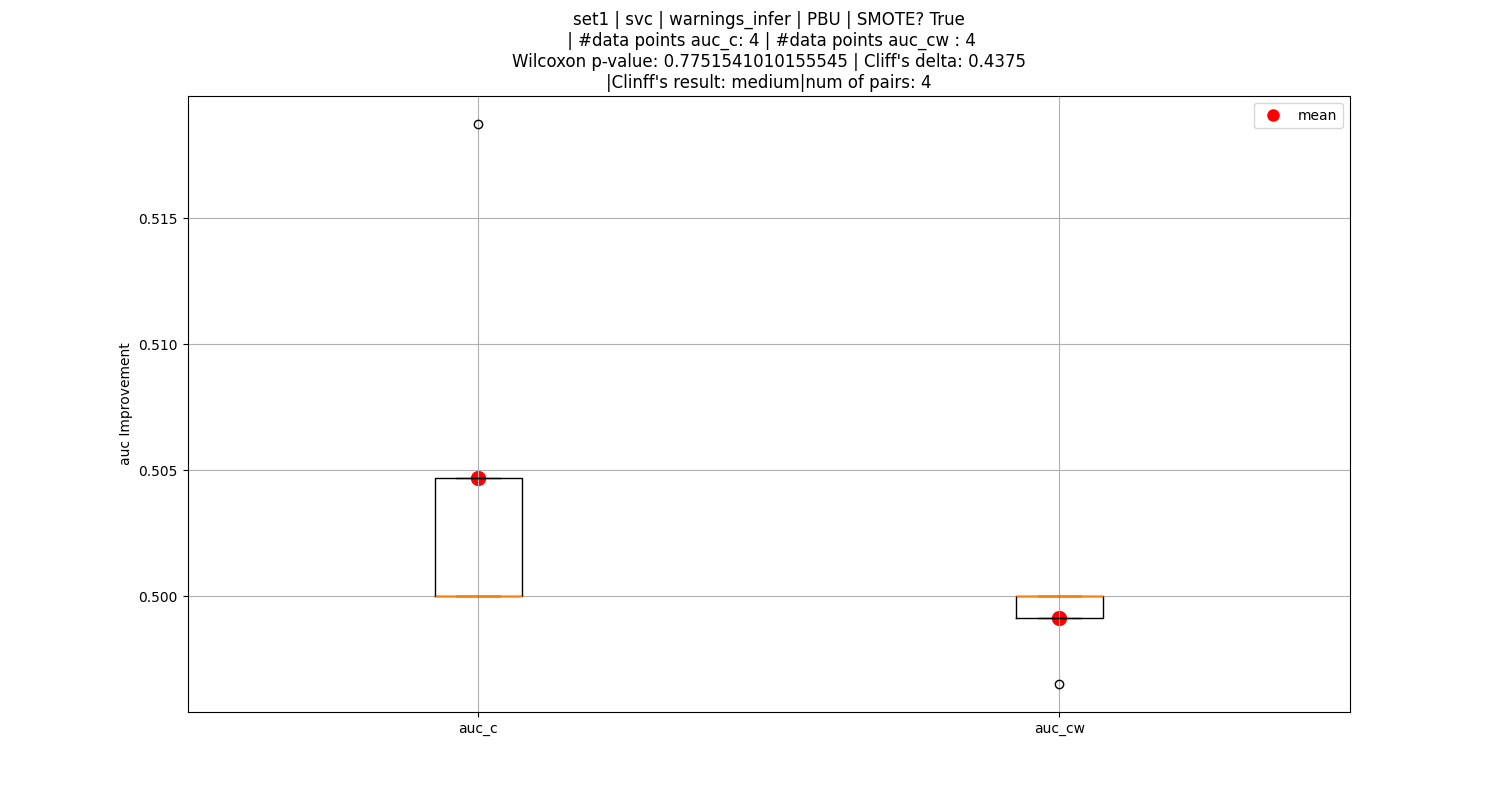 set1 | svc | warnings_infer | PBU | SMOTE? True
| #data points auc_c: 4 | #data points auc_cw : 4
Wilcoxon p-value: 0.7751541010155545 | Cliff's delta: 0.4375
|Clinff's result: medium|num of pairs: 4
mean
auc Improvement
0.515
0.510
0.505
0.500
auc_c
auc_cw